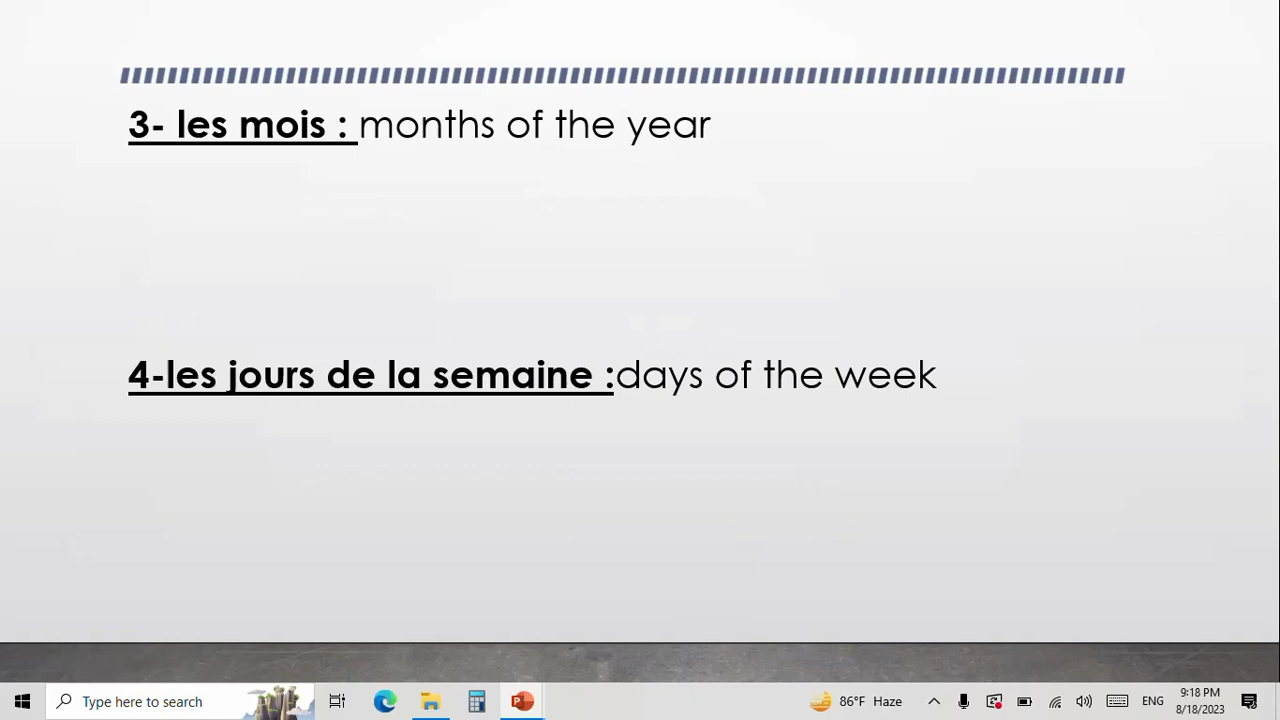 3- les mois : months of the year
4-les jours de la semaine :days of the week
Type here to search
86°F Haze
ENG
9:18 PM
8/18/2023